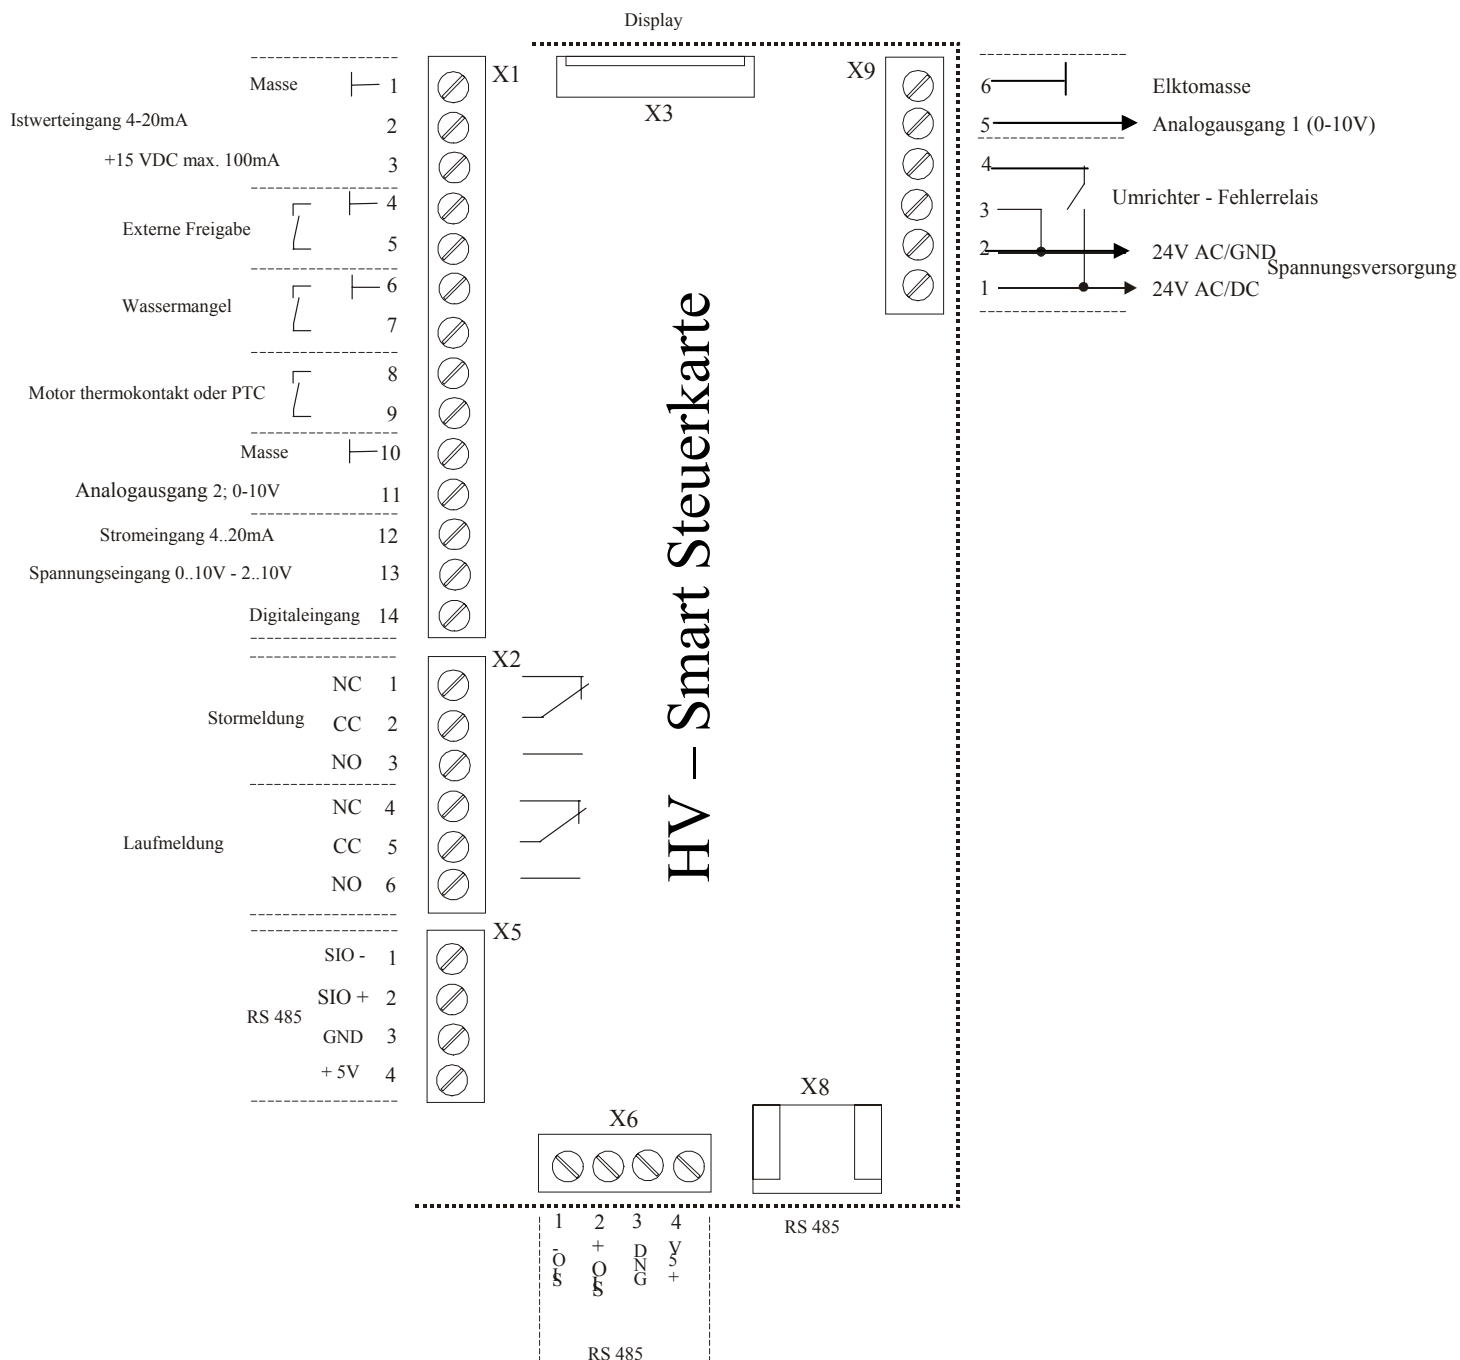 Display
X3
X1
Masse 1
Istwerteingang 4-20mA 2
+15 VDC max. 100mA 3
Externe Freigabe
4
5
Wassermangel
6
7
Motor thermokontakt oder PTC
8
9
Masse 10
Analogausgang 2; 0-10V 11
Stromeingang 4..20mA 12
Spannungseingang 0..10V - 2..10V 13
Digitaleingang 14
X2
Stormeldung
NC 1
CC 2
NO 3
Laufmeldung
NC 4
CC 5
NO 6
X5
RS 485
SIO - 1
SIO + 2
GND 3
+ 5V 4
HV – Smart Steuerkarte
X9
6 Elktomasse
5 Analogausgang 1 (0-10V)
4
Umrichter - Fehlerrelais
3
2 24V AC/GND
Spannungsversorgung
1 24V AC/DC
X6
1 2 3 4
SIO-
SIO +
GND
+5V
RS 485
X8
RS 485